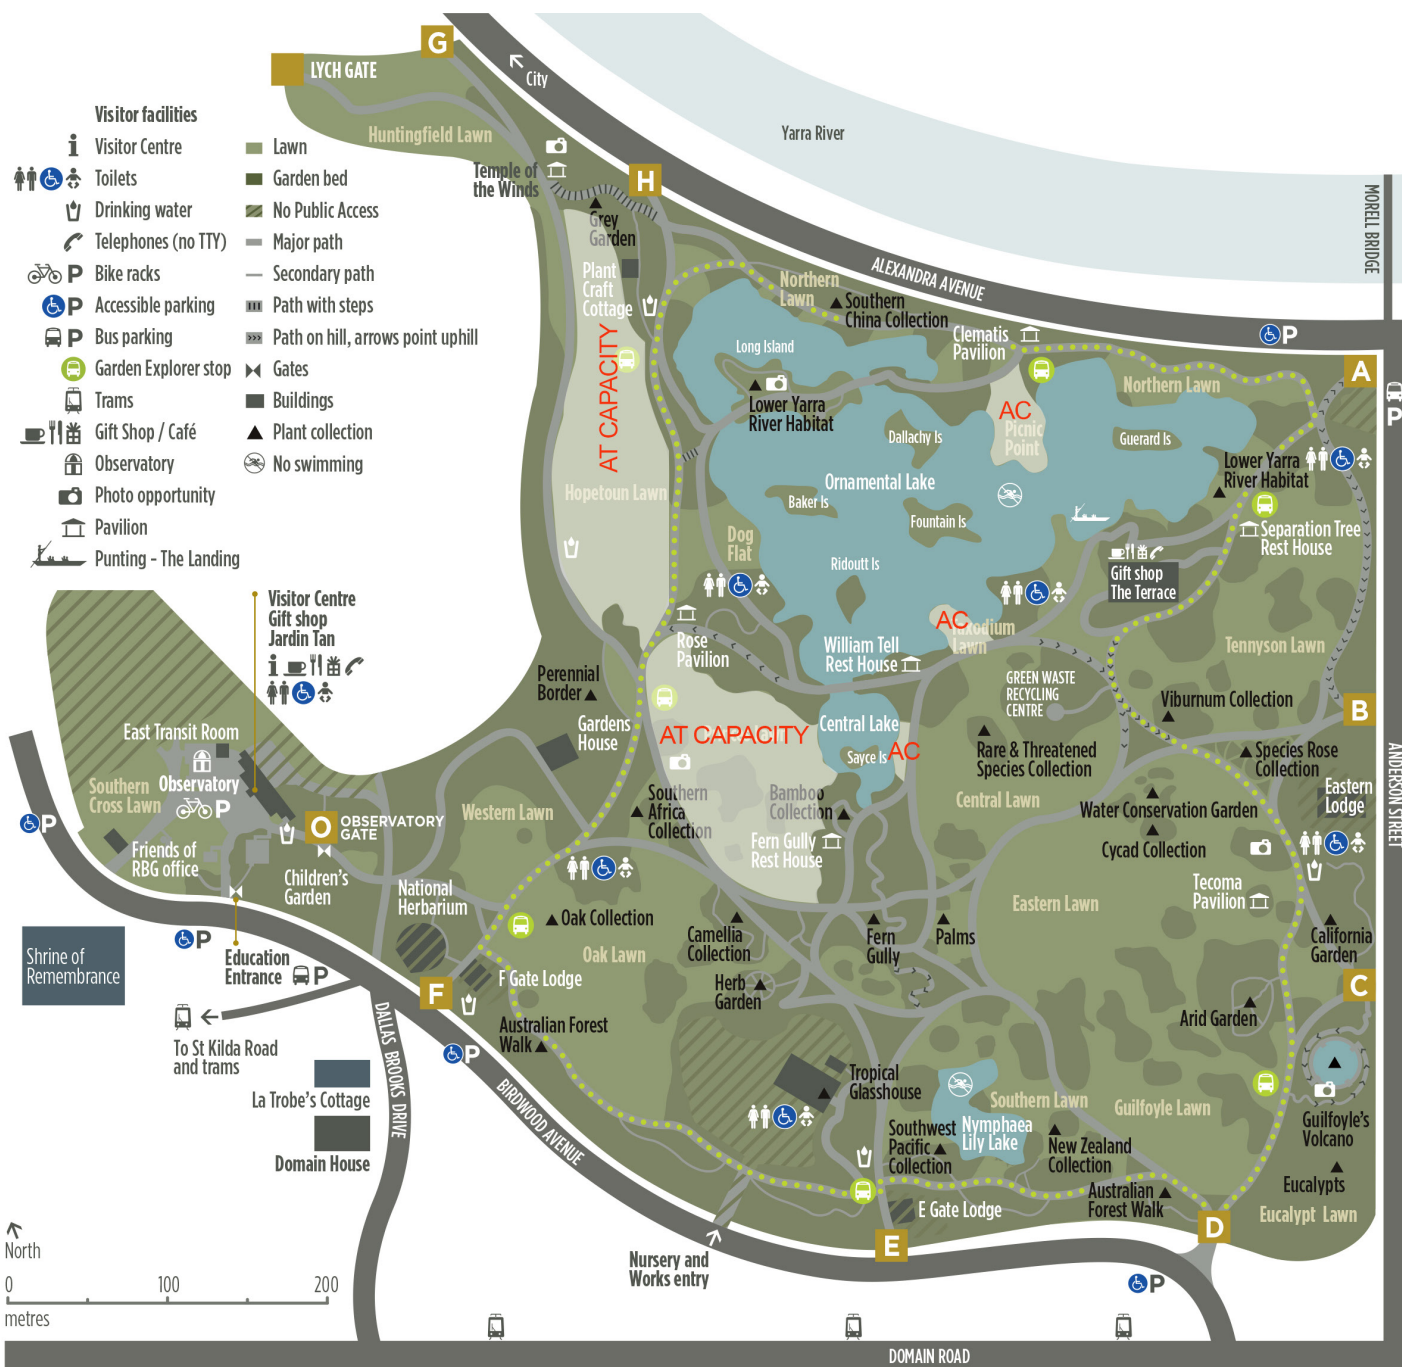 G
LYCH GATE
City
Visitor facilities
Visitor Centre
Toilets
Drinking water
Telephones (no TTY)
P
Bike racks
P
Accessible parking
P
Bus parking
Garden Explorer stop
Trams
Gift Shop / Café
Observatory
Photo opportunity
Pavilion
Punting - The Landing
Lawn
Garden bed
No Public Access
Major path
Secondary path
Path with steps
Path on hill, arrows point uphill
Gates
Buildings
Plant collection
No swimming
Huntingfield Lawn
Yarra River
MORELL BRIDGE
Temple of
the Winds
H
Grey
Garden
Plant
Craft
Cottage
ALEXANDRA AVENUE
Northern
Lawn
Southern
China Collection
Clematis
Pavilion
P
A
P
AT CAPACITY
Long Island
Lower Yarra
River Habitat
AC
Picnic
Point
Northern Lawn
Dallachy Is
Guerard Is
Hopetoun Lawn
Ornamental Lake
Baker Is
Fountain Is
Lower Yarra
River Habitat
Separation Tree
Rest House
Dog
Flat
Ridoutt Is
Gift shop
The Terrace
Visitor Centre
Gift shop
Jardin Tan
Rose
Pavilion
William Tell
Rest House
AC
Taxodium
Lawn
Tennyson Lawn
Perennial
Border
Gardens
House
GREEN WASTE
RECYCLING
CENTRE
Viburnum Collection
B
AT CAPACITY
Central Lake
Sayce Is
AC
Rare & Threatened
Species Collection
Species Rose
Collection
ANDERSON STREET
East Transit Room
Observatory
P
Southern
Cross Lawn
P
Friends of
RBG office
O
OBSERVATORY
GATE
Western Lawn
Southern
Africa
Collection
Bamboo
Collection
Fern Gully
Rest House
Central Lawn
Water Conservation Garden
Cycad Collection
Eastern
Lodge
Children's
Garden
National
Herbarium
Tecoma
Pavilion
Eastern Lawn
Oak Collection
Oak Lawn
Camellia
Collection
Fern
Gully
Palms
California
Garden
Shrine of
Remembrance
P
Education
Entrance
P
F
F Gate Lodge
Herb
Garden
C
Arid Garden
To St Kilda Road
and trams
DALLAS BROOKS DRIVE
Australian Forest
Walk
P
La Trobe's Cottage
Domain House
BIRDWOOD AVENUE
Tropical
Glasshouse
Southern Lawn
Guilfoyle Lawn
Guilfoyle's
Volcano
Southwest
Pacific
Collection
Nymphaea
Lily Lake
New Zealand
Collection
Australian
Forest Walk
Eucalypts
Eucalypt Lawn
E Gate Lodge
E
D
North
0 100 200
metres
Nursery and
Works entry
P
DOMAIN ROAD